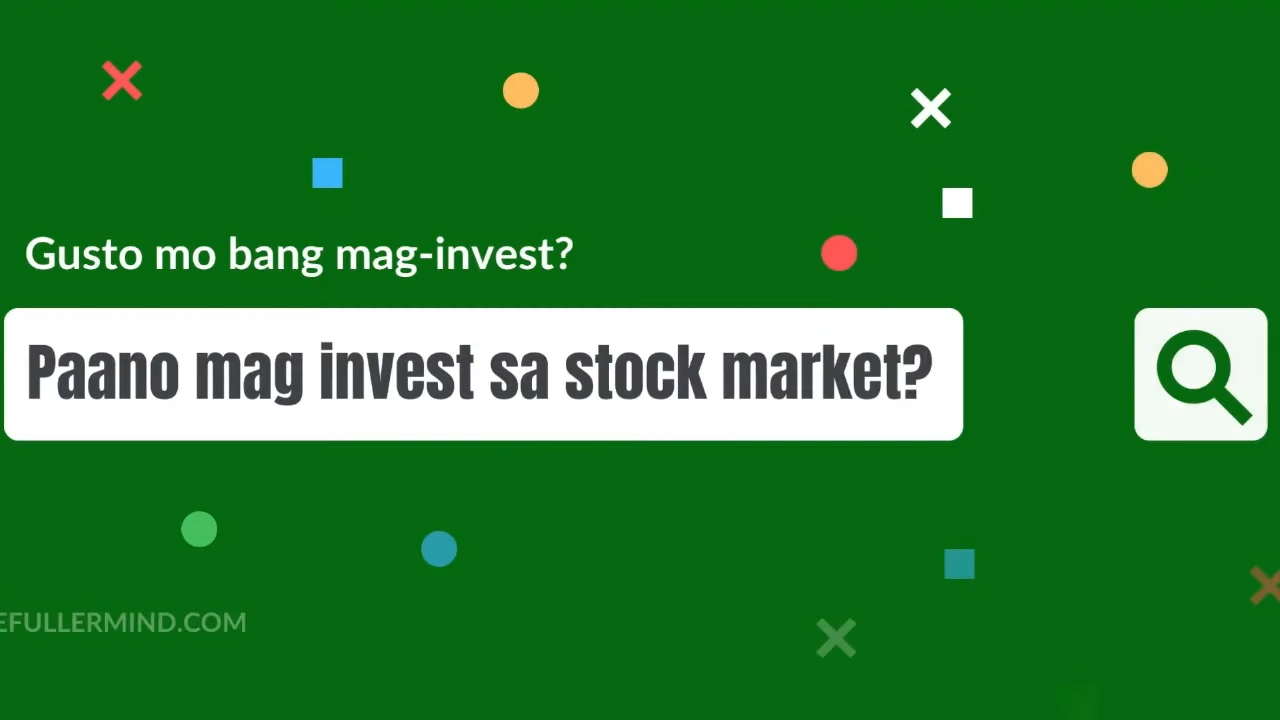 Gusto mo bang mag-invest?
Paano mag invest sa stock market?
EFULLERMIND.COM